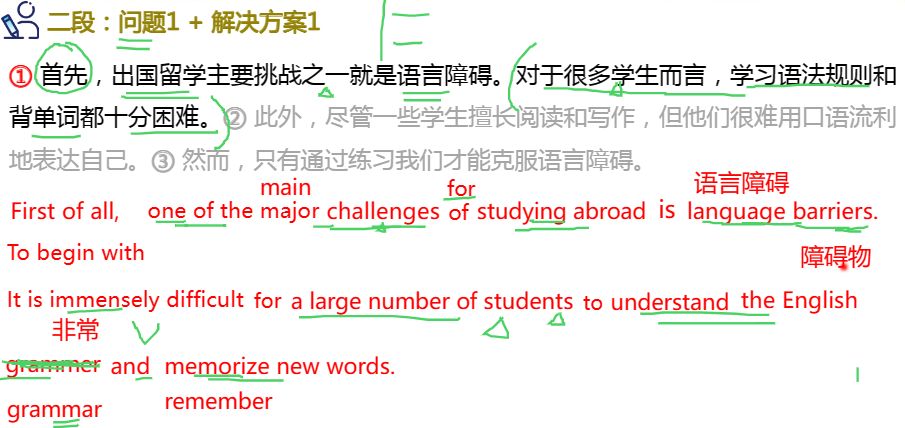 二段：问题1 + 解决方案1
① 首先，出国留学主要挑战之一就是语言障碍。对于很多学生而言，学习语法规则和
背单词都十分困难。② 此外，尽管一些学生擅长阅读和写作，但他们很难用口语流利
地表达自己。③ 然而，只有通过练习我们才能克服语言障碍。
main for 语言障碍
First of all, one of the major challenges of studying abroad is language barriers.
To begin with 障碍物
It is immensely difficult for a large number of students to understand the English
非常
grammer and memorize new words.
grammar remember